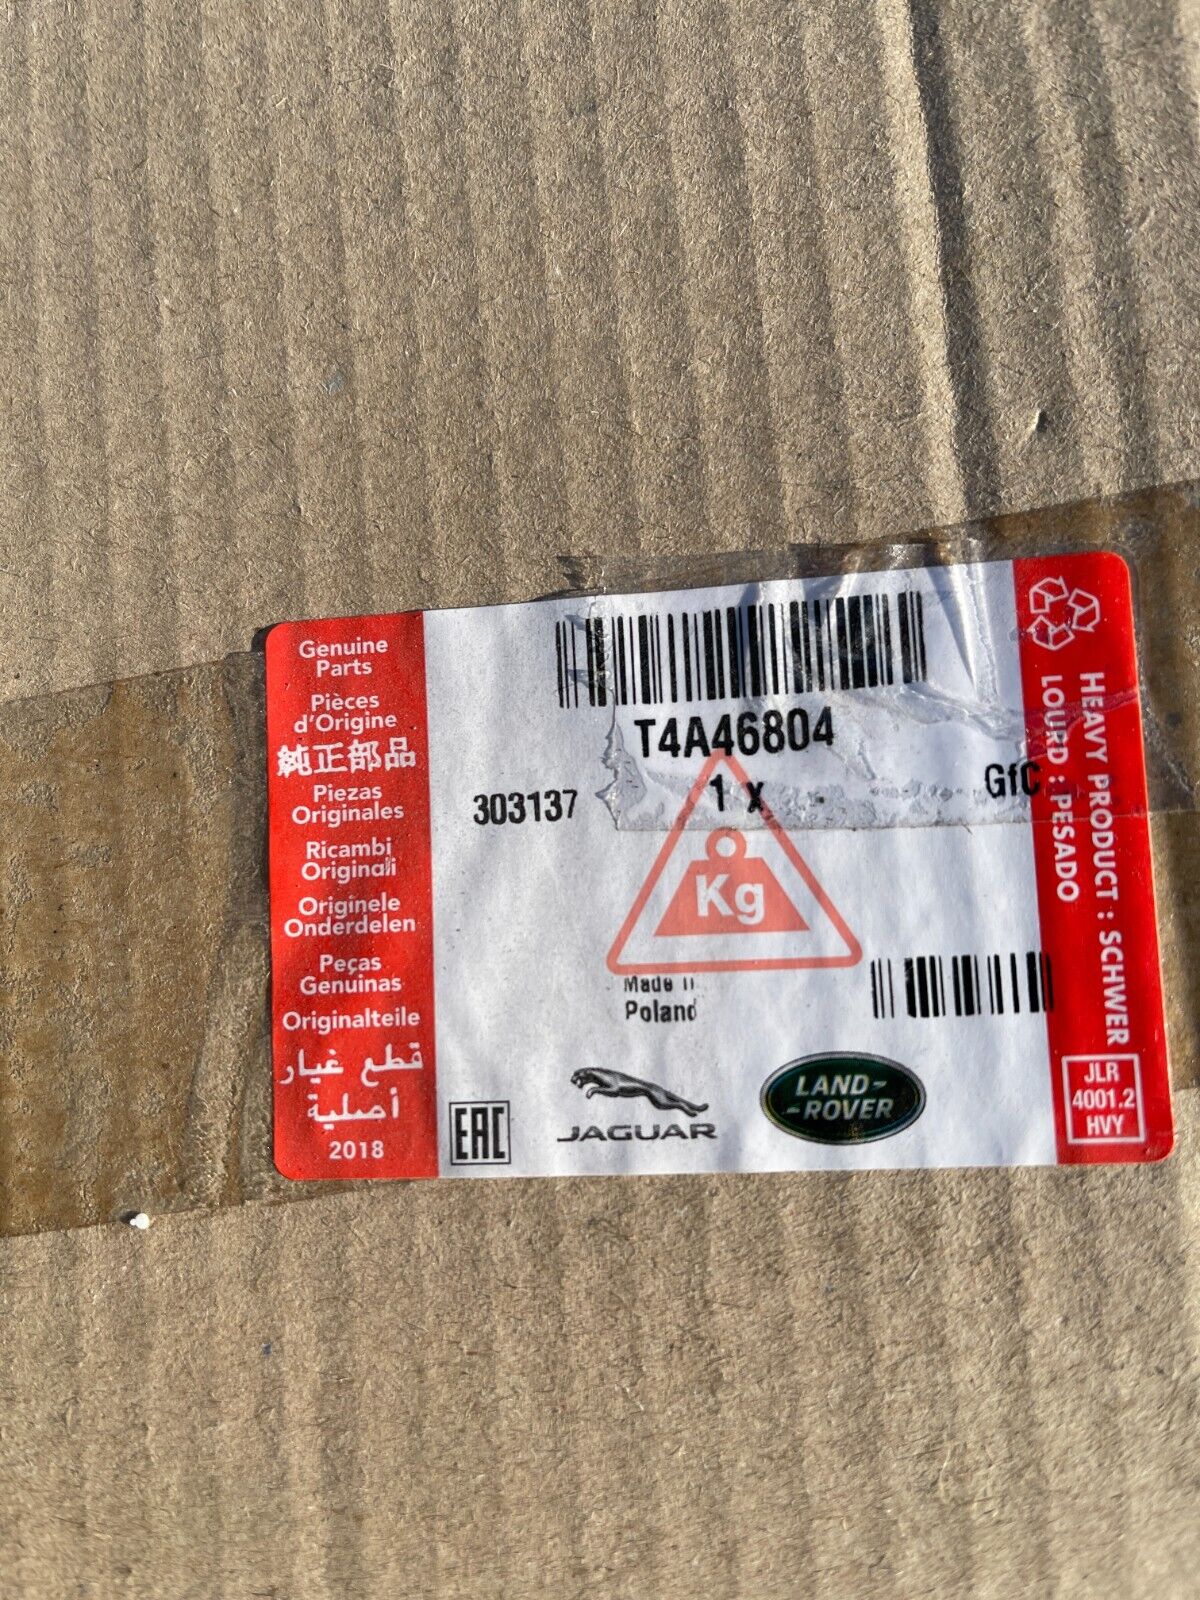 Genuine
Parts
Pièces
d'Origine
純正部品
Piezas
Originales
Ricambi
Originali
Originele
Onderdelen
Peças
Genuinas
Originalteile
قطع غيار
أصلية
2018
T4A46804
303137
1 x
GfC
Kg
Made
Poland
EAC
JAGUAR
LAND-
-ROVER
HEAVY PRODUCT : SCHWER
LOURD : PESADO
JLR
4001.2
HVY